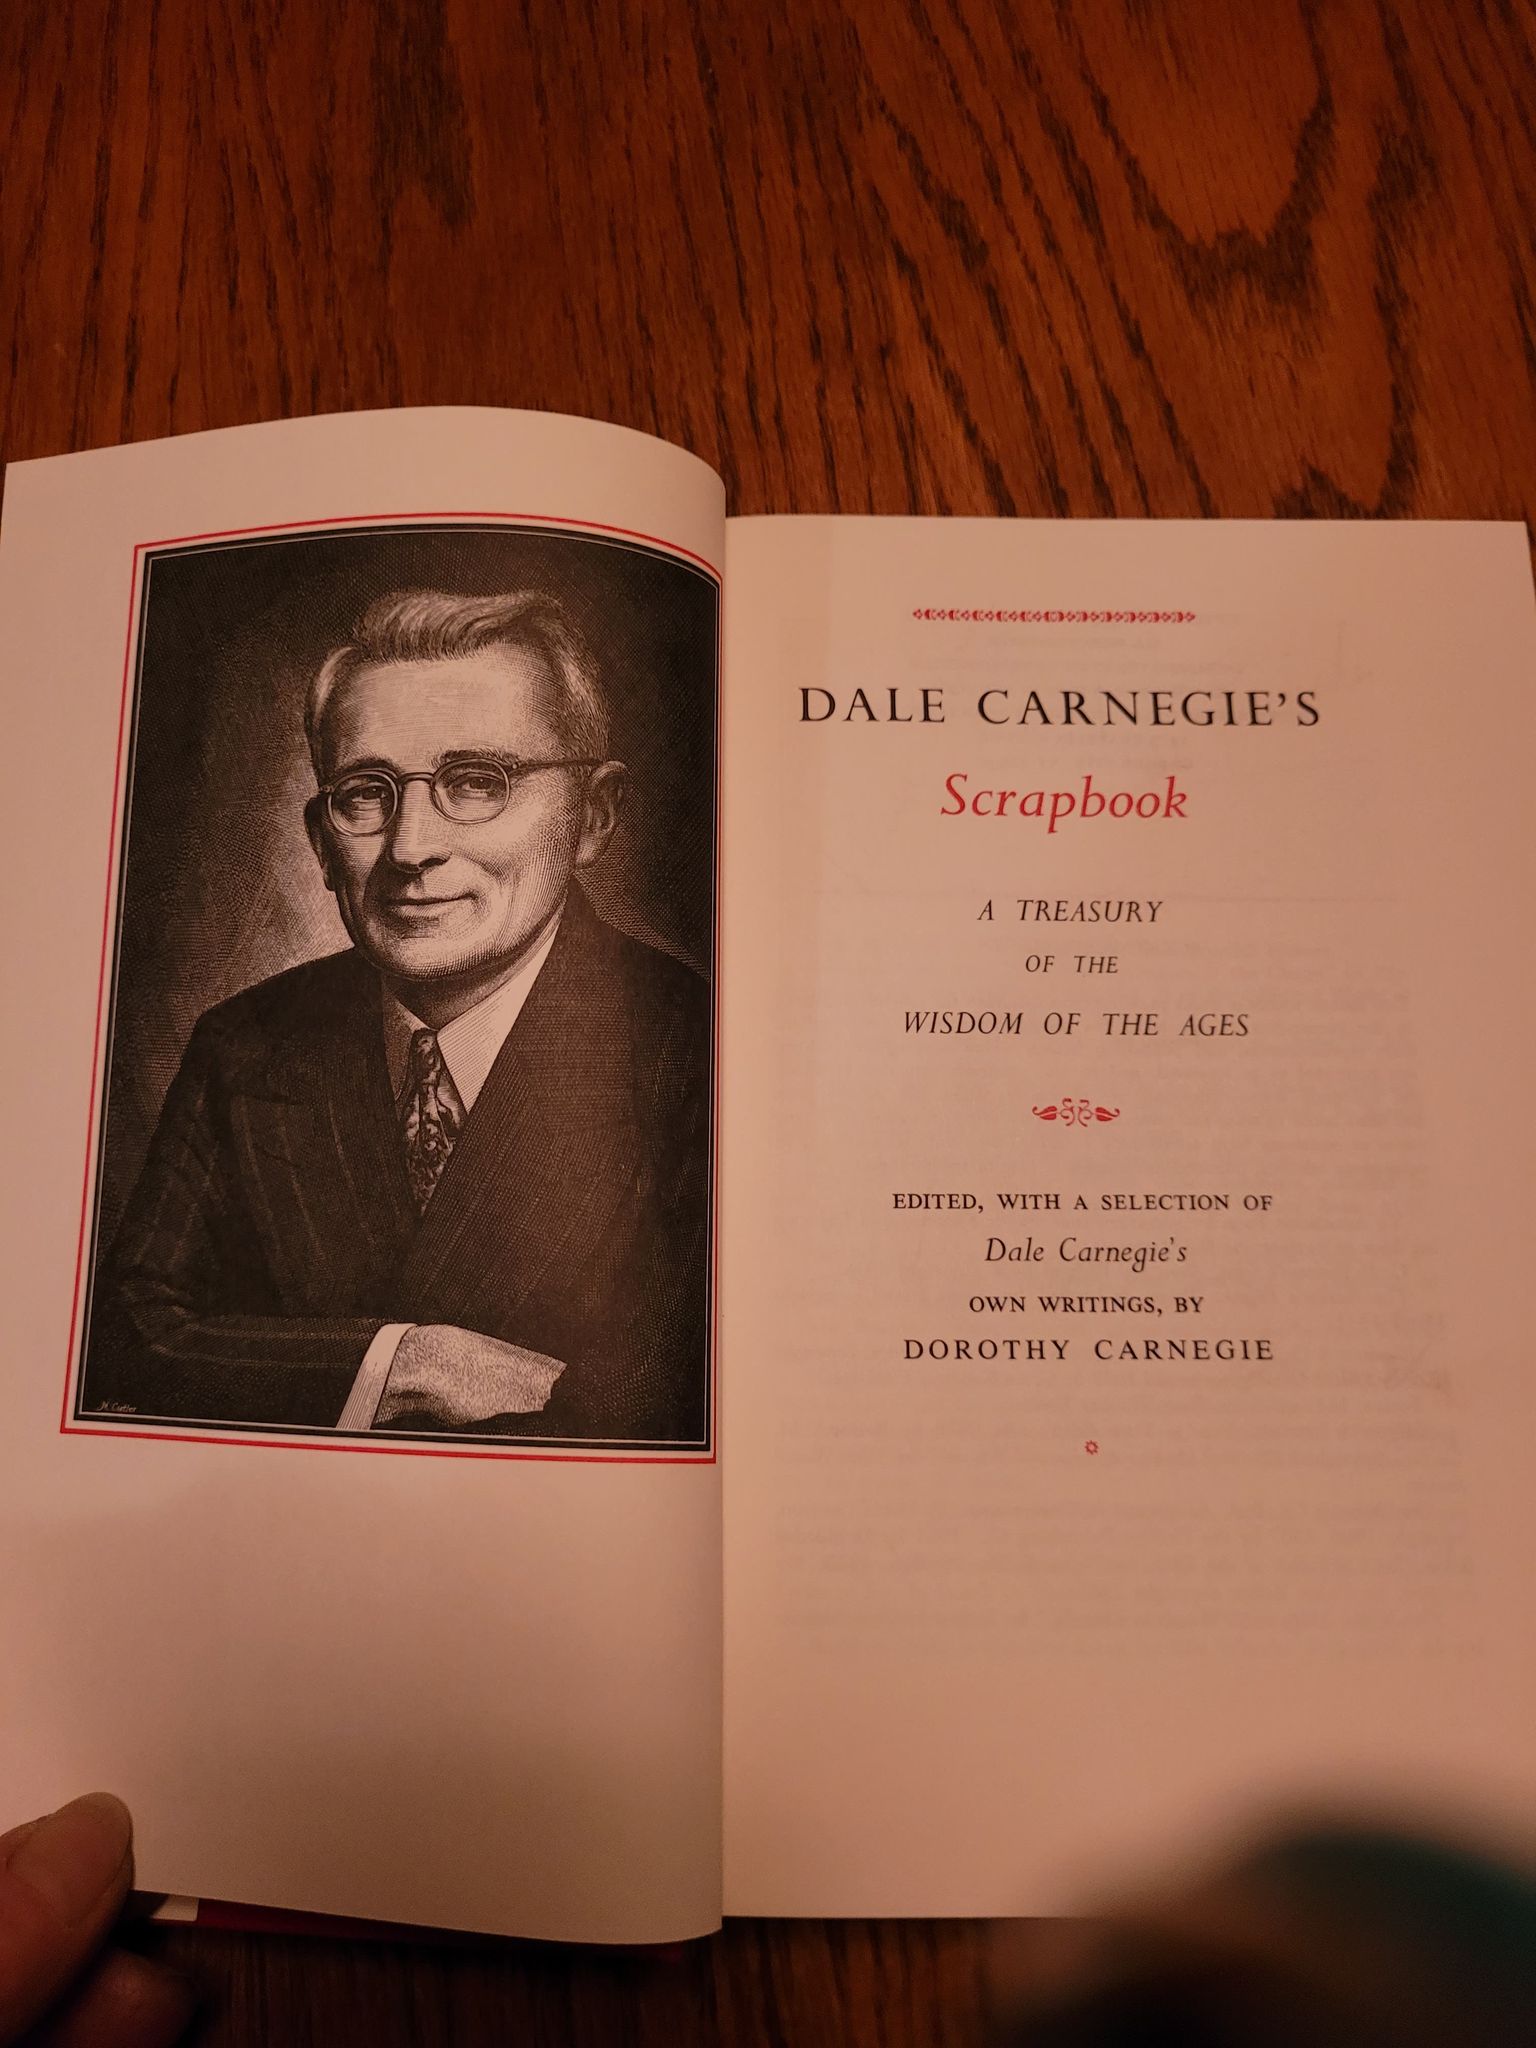 M. Cutler
DALE CARNEGIE'S
Scrapbook
A TREASURY
OF THE
WISDOM OF THE AGES
EDITED, WITH A SELECTION OF
Dale Carnegie's
OWN WRITINGS, BY
DOROTHY CARNEGIE